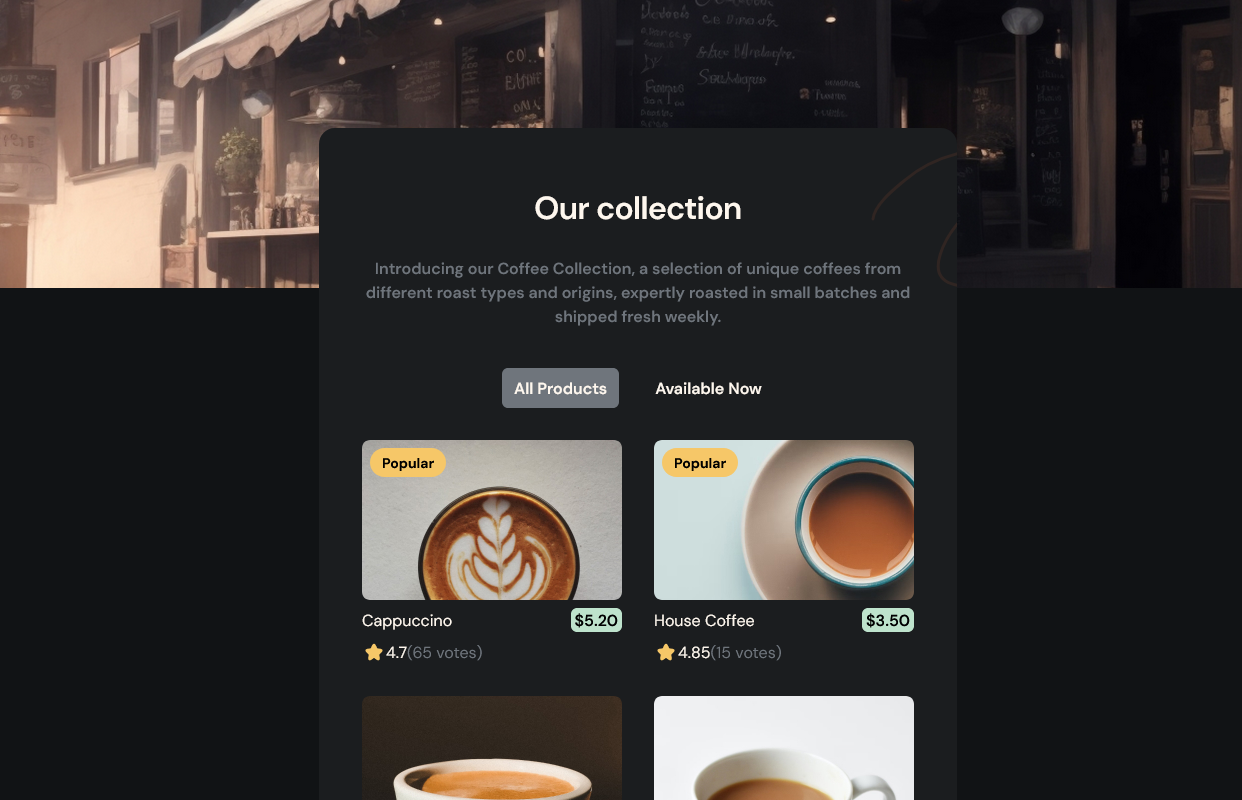 Our collection
Introducing our Coffee Collection, a selection of unique coffees from
different roast types and origins, expertly roasted in small batches and
shipped fresh weekly.
All Products
Available Now
Popular
Popular
Cappuccino
$5.20
House Coffee
$3.50
4.7(65 votes)
4.85(15 votes)